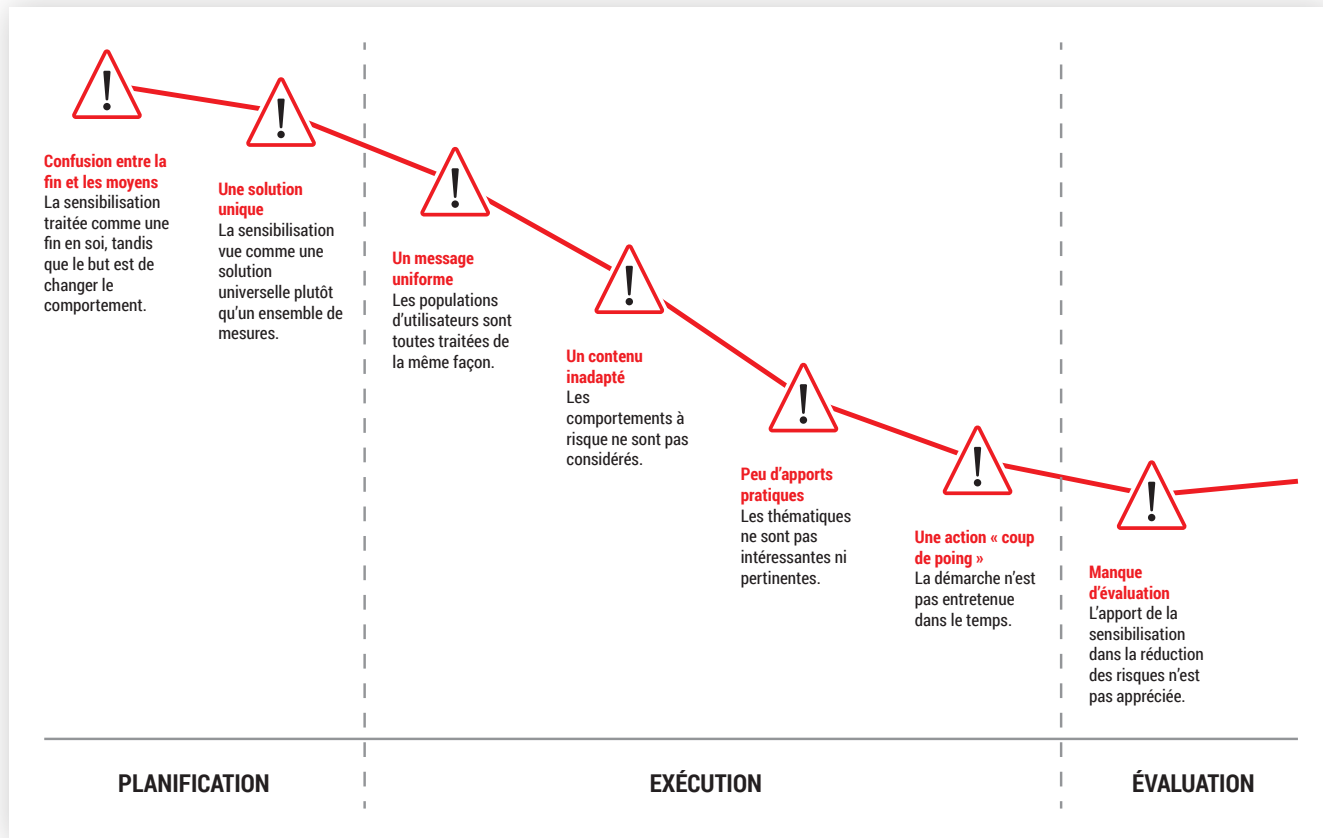 Confusion entre la
fin et les moyens
La sensibilisation
traitée comme une
fin en soi, tandis
que le but est de
changer le
comportement.
Une solution
unique
La sensibilisation
vue comme une
solution
universelle plutôt
qu'un ensemble de
mesures.
Un message
uniforme
Les populations
d'utilisateurs sont
toutes traitées de
la même façon.
Un contenu
inadapté
Les
comportements à
risque ne sont pas
considérés.
Peu d'apports
pratiques
Les thématiques
ne sont pas
intéressantes ni
pertinentes.
Une action « coup
de poing »
La démarche n'est
pas entretenue
dans le temps.
Manque
d'évaluation
L'apport de la
sensibilisation
dans la réduction
des risques n'est
pas appréciée.
PLANIFICATION
EXÉCUTION
ÉVALUATION